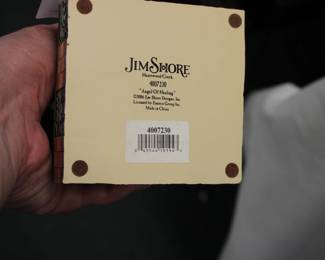 JIM SHORE
Heartwood Creek
4007230
"Angel Of Healing"
©2006 Jim Shore Designs Inc.
Licensed by Enesco Group Inc.
Made in China
4007230